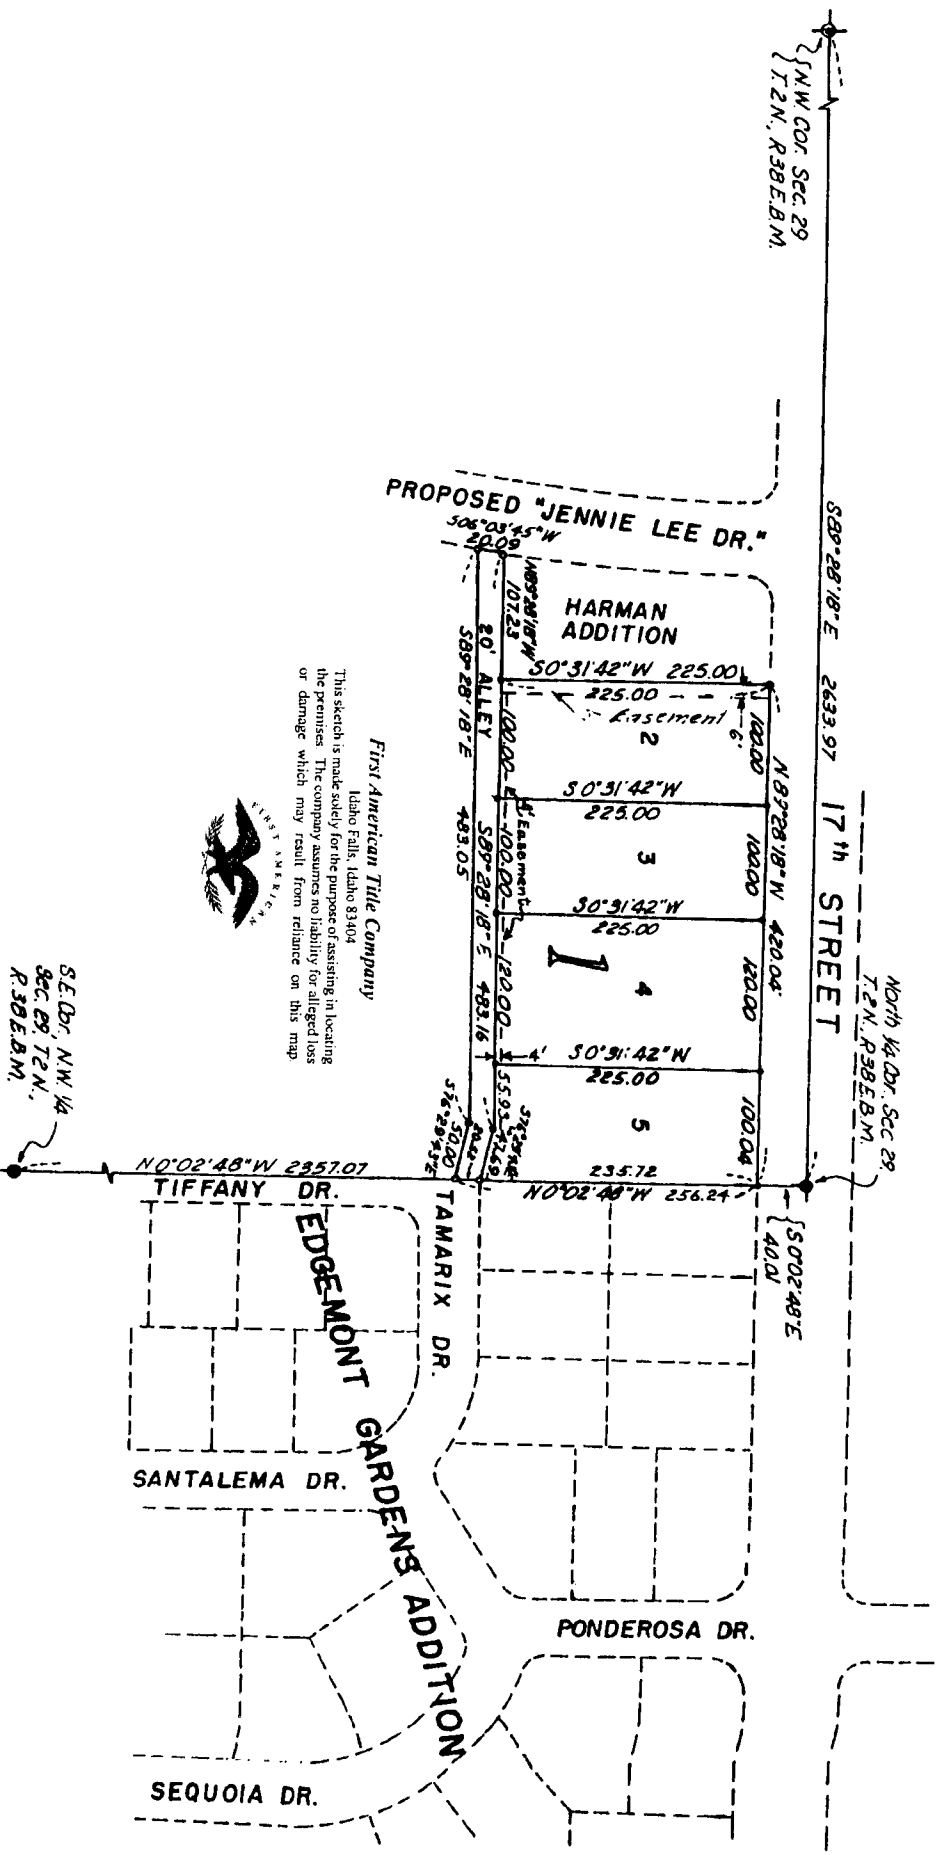 N.W. Cor. Sec. 29
T.2N., R38E.B.M.
S89°28'18"E 2633.97
17th STREET
North 1/4 Cor. Sec 29,
T.2N., R38E.B.M.
S0°02'48"E
PROPOSED "JENNIE LEE DR."
S06°03'45"W
20.09
N89°28'18"W
107.23
HARMAN
ADDITION
N89°28'18"W 420.04'
100.00
100.00
120.00
100.04
6'
S0°31'42"W 225.00
225.00
Easement
2
S0°31'42"W
225.00
3
S0°31'42"W
225.00
4
S0°31'42"W
225.00
5
1
235.72
N0°02'48"W 256.24
4' Easement
100.00
100.00
120.00
55.93
47.69
4'
20' ALLEY
S89°28'18"E 483.16
S89°28'18"E 483.05
S76°29'43"E
50.00
First American Title Company
Idaho Falls, Idaho 83404
This sketch is made solely for the purpose of assisting in locating
the premises. The company assumes no liability for alleged loss
or damage which may result from reliance on this map
FIRST AMERICAN
N0°02'48"W 2357.07
S.E. Cor. N.W. 1/4
Sec. 29, T2N.,
R.38E.B.M.
TIFFANY DR.
TAMARIX DR.
EDGEMONT GARDENS ADDITION
SANTALEMA DR.
PONDEROSA DR.
SEQUOIA DR.